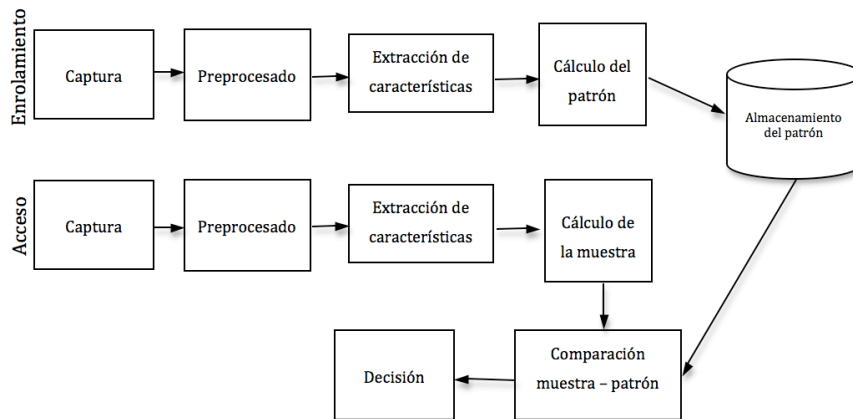 Enrolamiento
Captura
Preprocesado
Extracción de
características
Cálculo del
patrón
Almacenamiento
del patrón
Acceso
Captura
Preprocesado
Extracción de
características
Cálculo de
la muestra
Decisión
Comparación
muestra – patrón